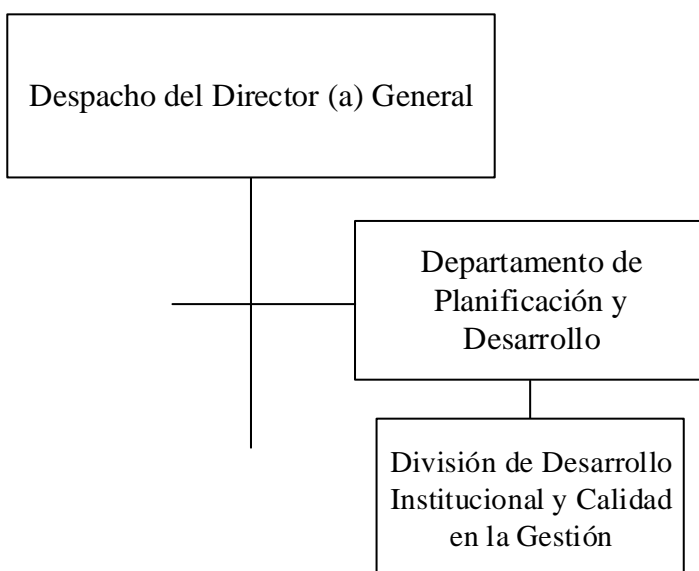 Despacho del Director (a) General
Departamento de
Planificación y
Desarrollo
División de Desarrollo
Institucional y Calidad
en la Gestión